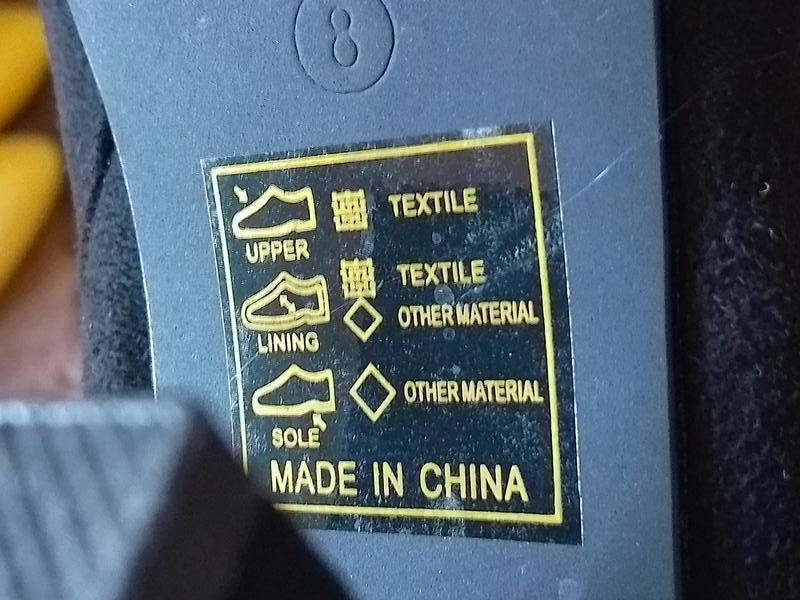 8
TEXTILE
UPPER
TEXTILE
OTHER MATERIAL
LINING
OTHER MATERIAL
SOLE
MADE IN CHINA